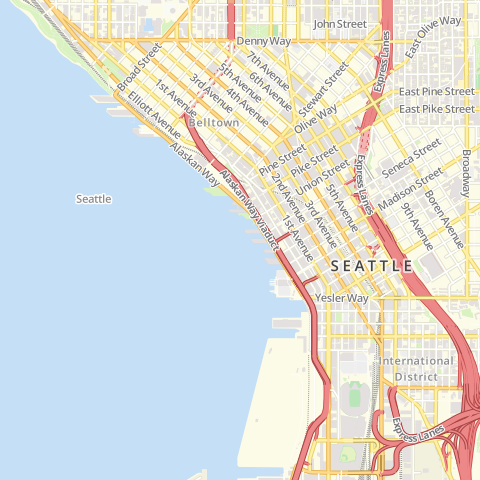 John Street
East Olive Way
Denny Way
Express Lanes
Broad Street
7th Avenue
6th Avenue
5th Avenue
4th Avenue
3rd Avenue
1st Avenue
Stewart Street
East Pine Street
Elliott Avenue
East Pike Street
Olive Way
Belltown
Alaskan Way
Pine Street
Pike Street
Union Street
Seneca Street
Broadway
Express Lanes
Madison Street
Alaskan Way Viaduct
2nd Avenue
5th Avenue
Seattle
3rd Avenue
1st Avenue
Boren Avenue
9th Avenue
SEATTLE
Yesler Way
International
District
Express Lanes